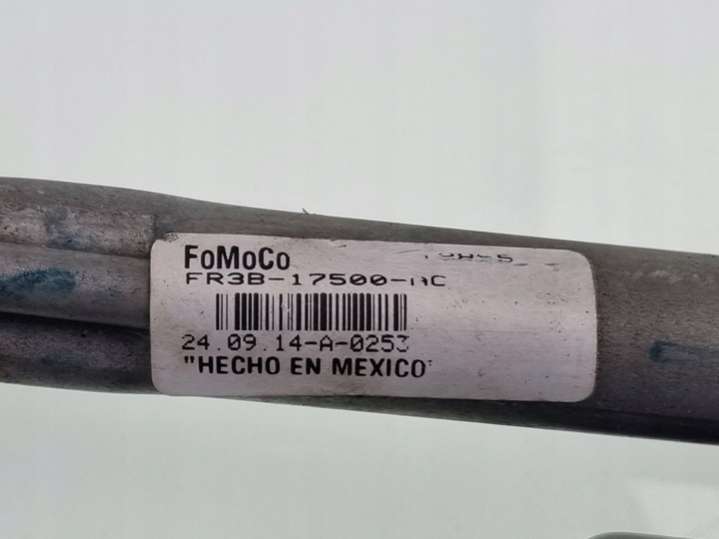 FoMoCo
FR3B-17500-AC
24.09.14-A-0253
"HECHO EN MEXICO"